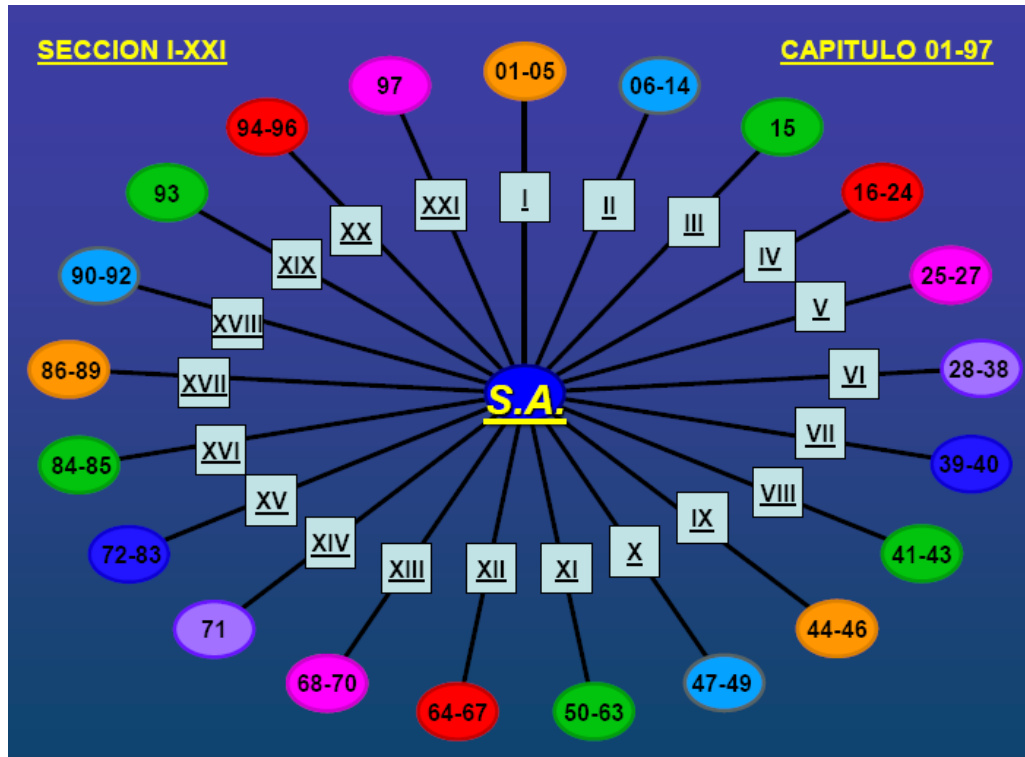 SECCION I-XXI
CAPITULO 01-97
01-05
06-14
15
16-24
25-27
28-38
39-40
41-43
44-46
47-49
50-63
64-67
68-70
71
72-83
84-85
86-89
90-92
93
94-96
97
I
II
III
IV
V
VI
VII
VIII
IX
X
XI
XII
XIII
XIV
XV
XVI
XVII
XVIII
XIX
XX
XXI
S.A.